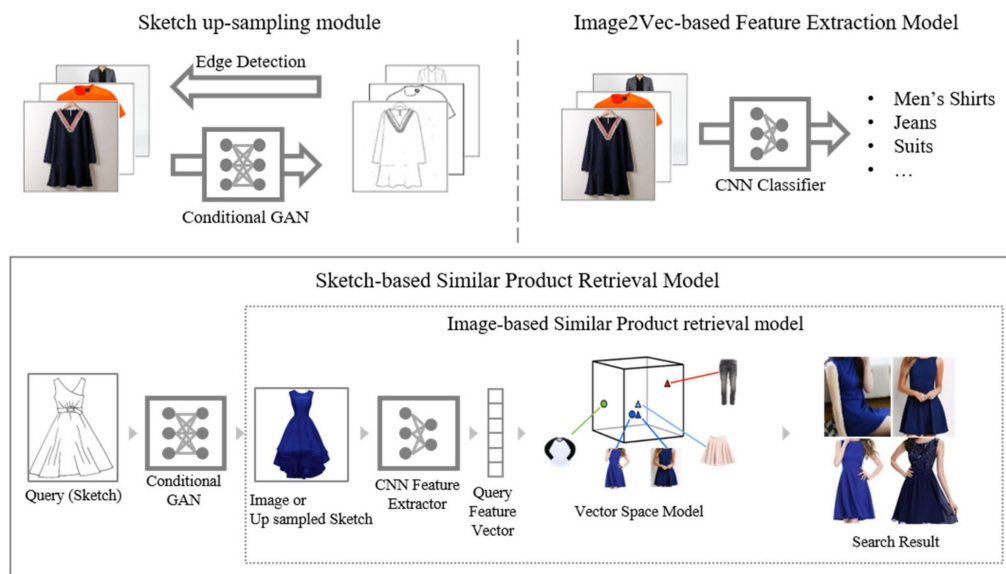 Sketch up-sampling module
Edge Detection
Conditional GAN
Image2Vec-based Feature Extraction Model
CNN Classifier
• Men's Shirts
• Jeans
• Suits
• …
Sketch-based Similar Product Retrieval Model
Image-based Similar Product retrieval model
Query (Sketch)
Conditional
GAN
Image or
Up sampled Sketch
CNN Feature
Extractor
Query
Feature
Vector
Vector Space Model
Search Result